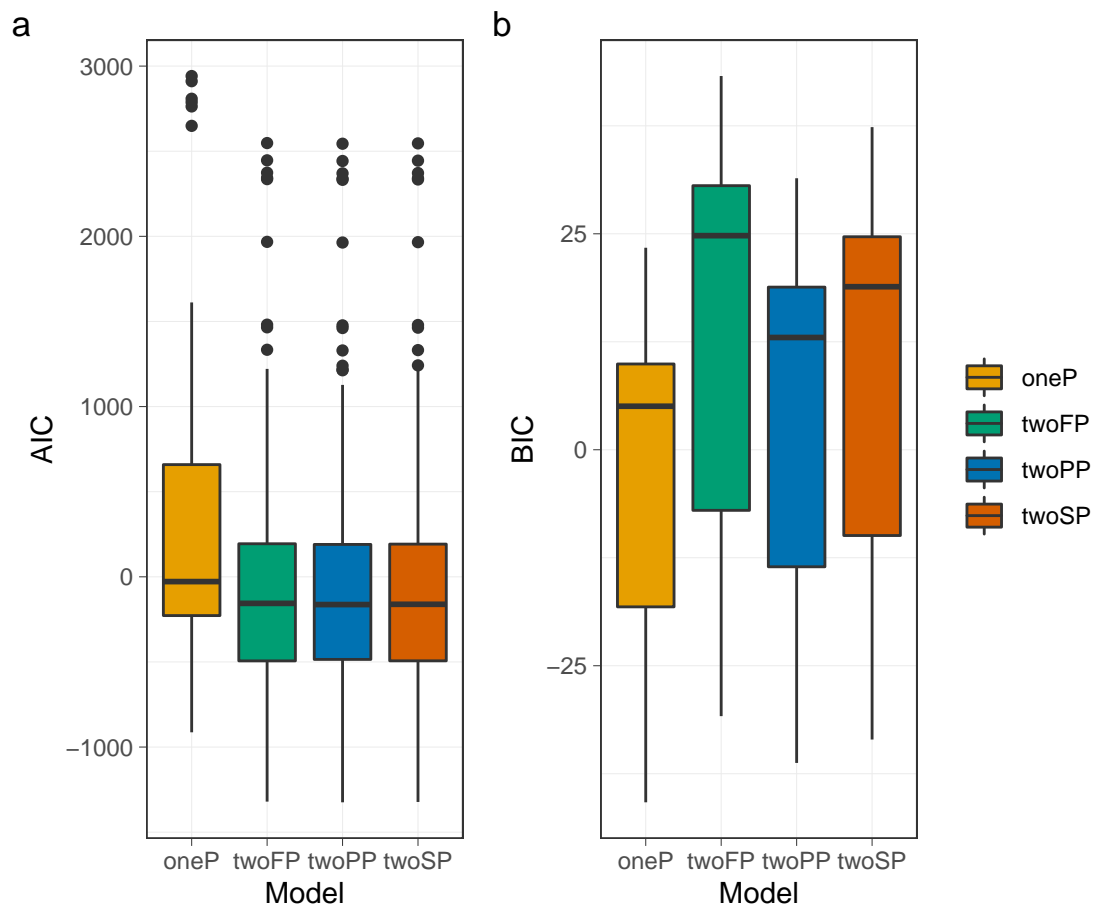 a
3000
2000
1000
0
−1000
AIC
oneP twoFP twoPP twoSP
Model
b
25
0
−25
BIC
oneP twoFP twoPP twoSP
Model
oneP
twoFP
twoPP
twoSP